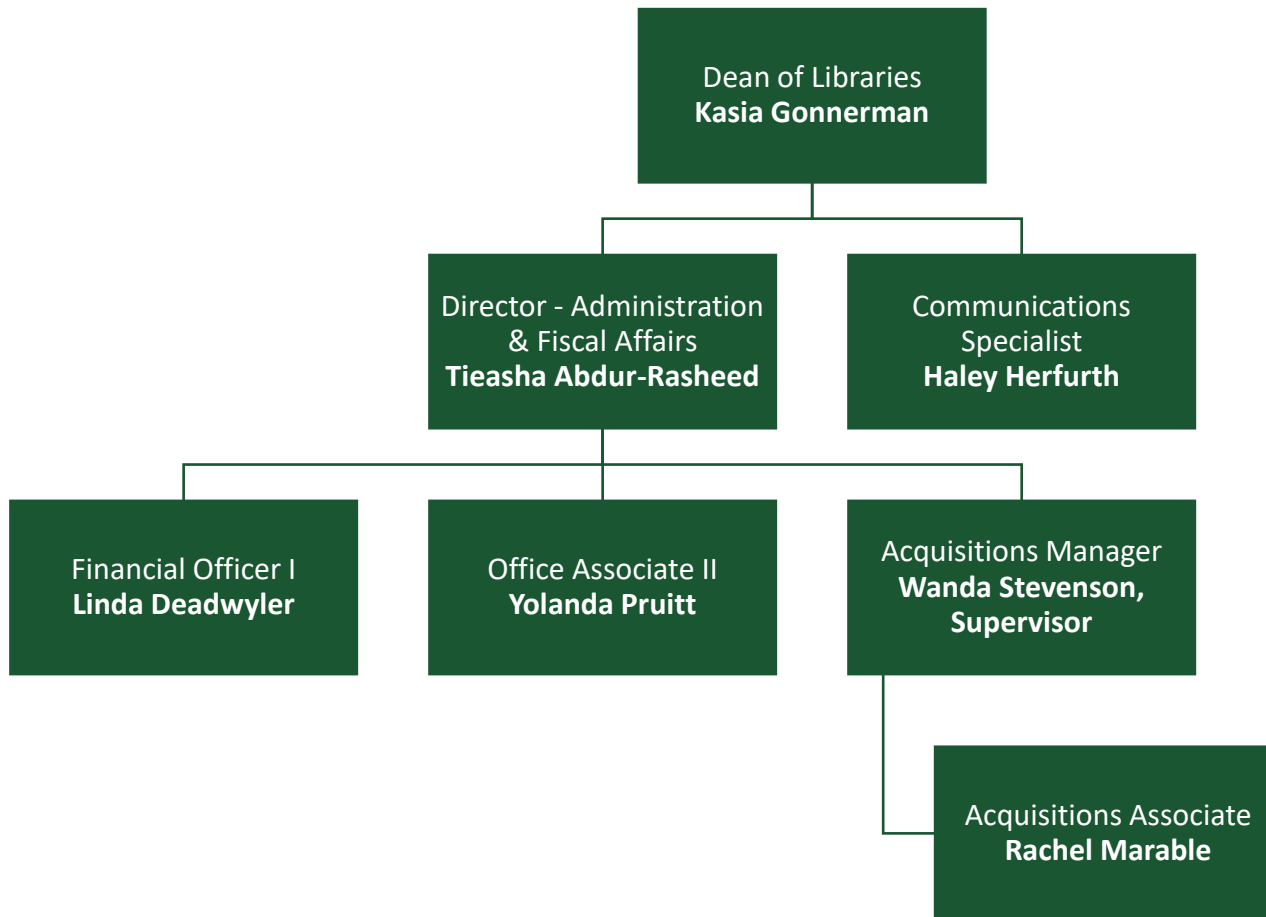 Dean of Libraries
Kasia Gonnerman
Director - Administration
& Fiscal Affairs
Tieasha Abdur-Rasheed
Communications
Specialist
Haley Herfurth
Financial Officer I
Linda Deadwyler
Office Associate II
Yolanda Pruitt
Acquisitions Manager
Wanda Stevenson,
Supervisor
Acquisitions Associate
Rachel Marable